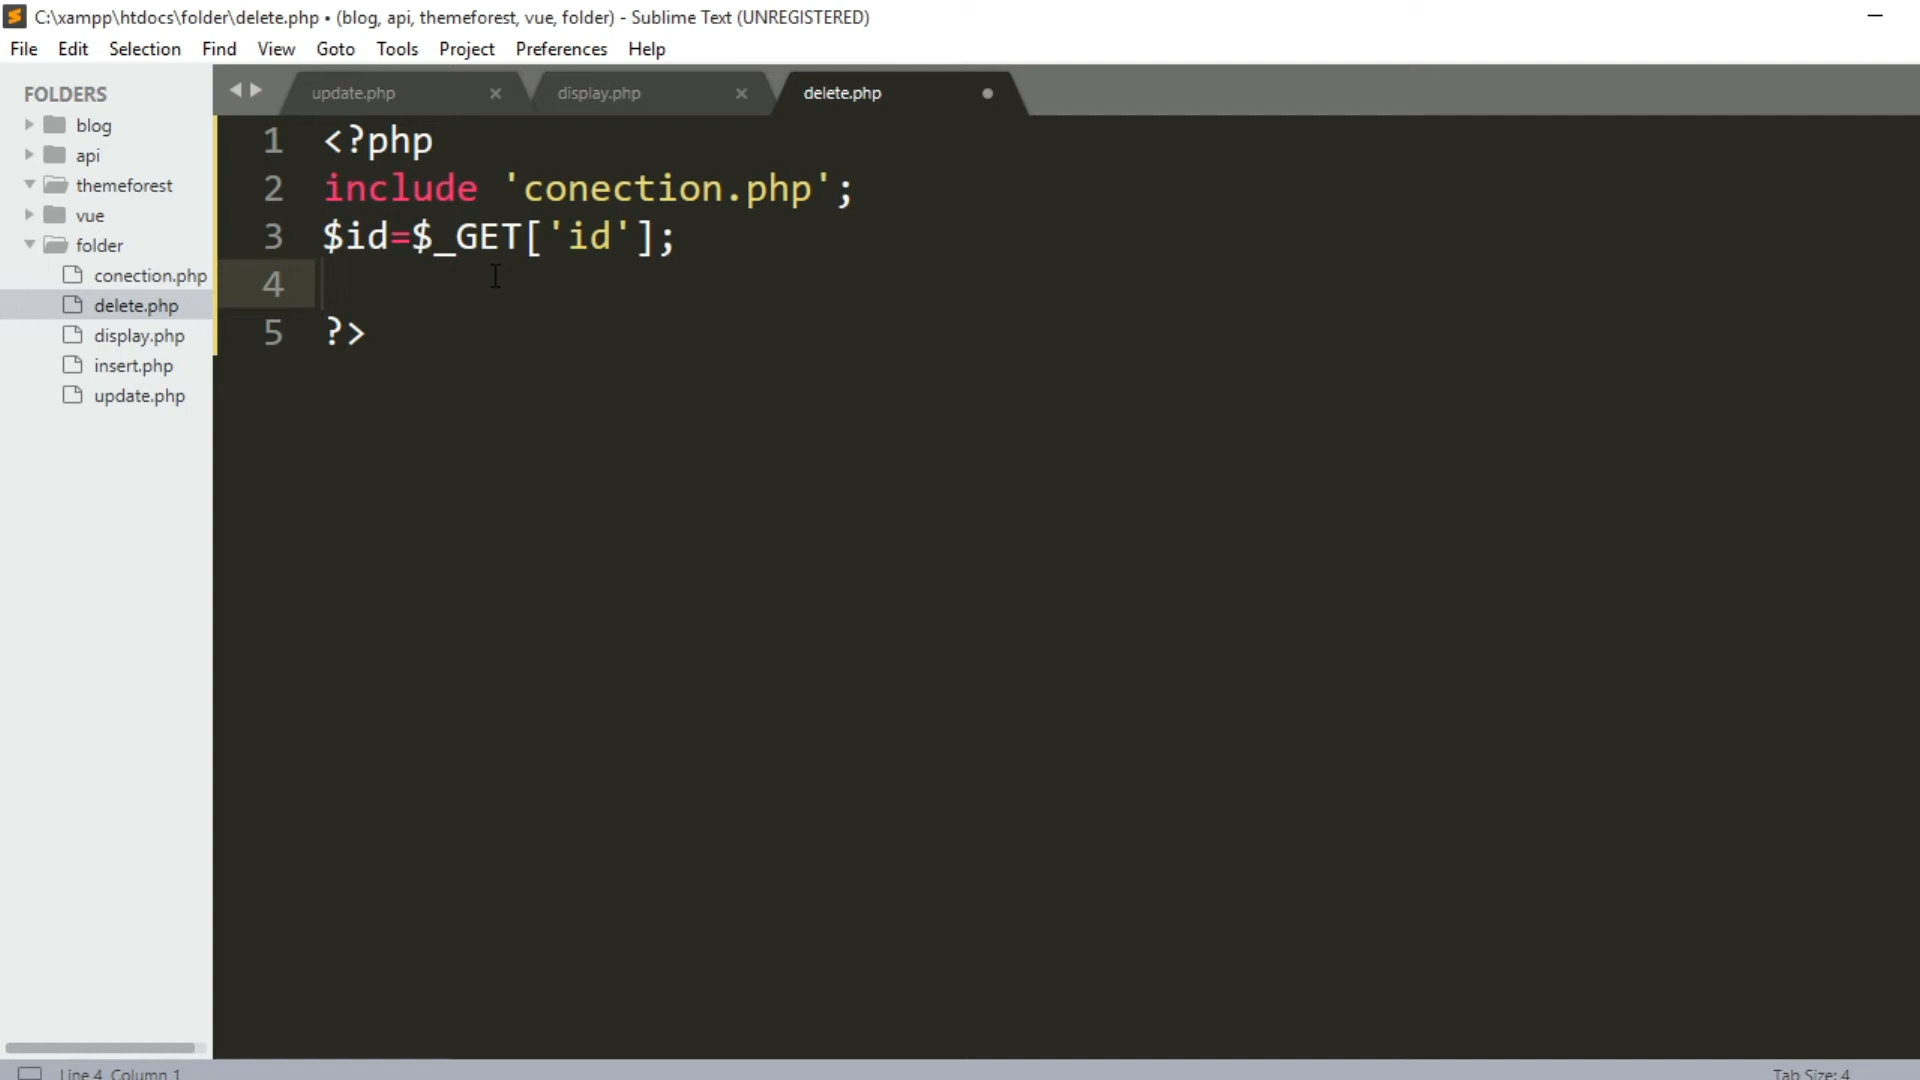 C:\xampp\htdocs\folder\delete.php • (blog, api, themeforest, vue, folder) - Sublime Text (UNREGISTERED)
File Edit Selection Find View Goto Tools Project Preferences Help
FOLDERS
blog
api
themeforest
vue
folder
conection.php
delete.php
display.php
insert.php
update.php
update.php display.php delete.php
1 <?php
2 include 'conection.php';
3 $id=$_GET['id'];
4
5 ?>
Line 4, Column 1
Tab Size: 4